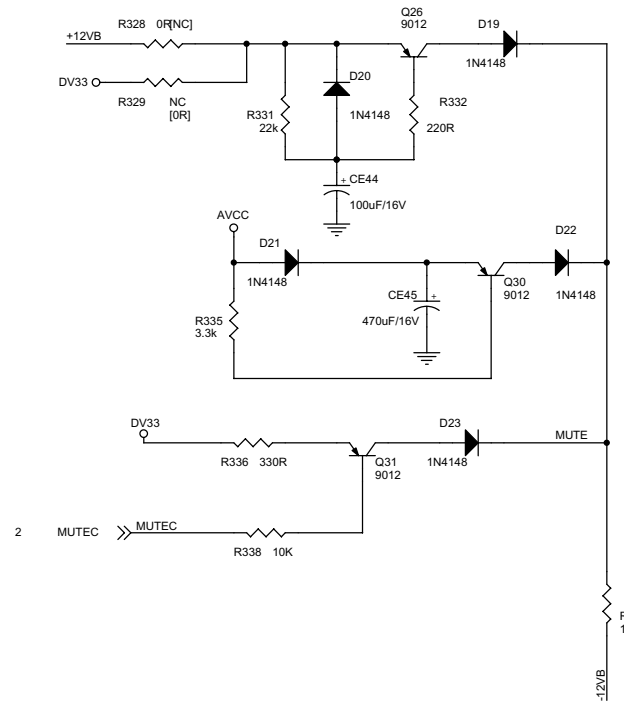 Q26
9012
D19
R328 0R[NC]
+12VB
1N4148
DV33
D20
R329 NC
[0R]
R331
22k
1N4148
R332
220R
+ CE44
100uF/16V
AVCC
D21
D22
1N4148
Q30
9012
1N4148
CE45 +
470uF/16V
R335
3.3k
DV33
D23
MUTE
R336 330R
Q31
9012
1N4148
2 MUTEC MUTEC
R338 10K
-12VB